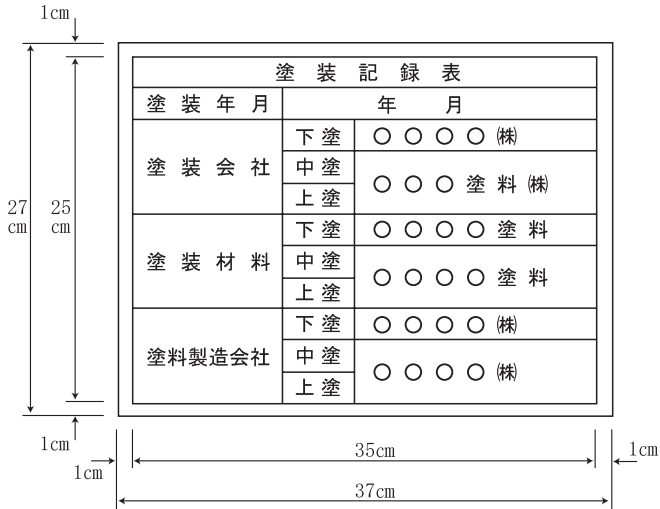 1cm
塗装記録表
塗装年月 年 月
塗装会社 下塗 ○○○○㈱
中塗 ○○○塗料㈱
上塗
塗装材料 下塗 ○○○○塗料
中塗 ○○○○塗料
上塗
塗料製造会社 下塗 ○○○○㈱
中塗 ○○○○㈱
上塗
27
cm
25
cm
1cm
1cm
35cm
1cm
37cm